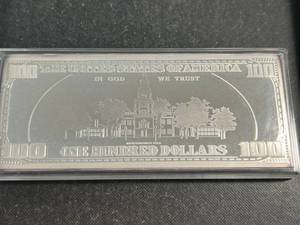 100 THE UNITED STATES OF AMERICA 100
IN GOD WE TRUST
100 ONE HUNDRED DOLLARS 100